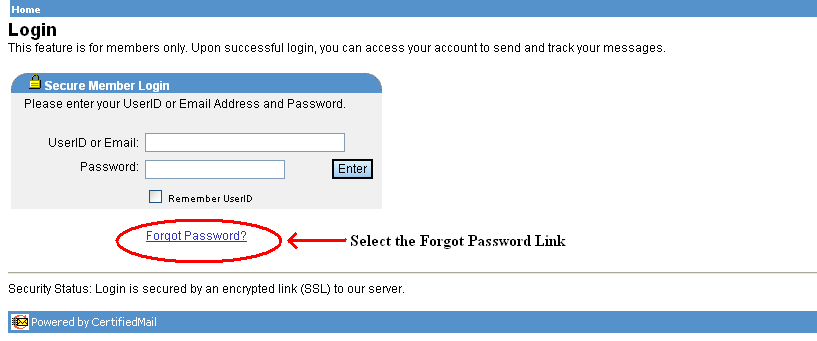 Home
Login
This feature is for members only. Upon successful login, you can access your account to send and track your messages.
Secure Member Login
Please enter your UserID or Email Address and Password.
UserID or Email:
Password:
Enter
Remember UserID
Forgot Password?
Select the Forgot Password Link
Security Status: Login is secured by an encrypted link (SSL) to our server.
Powered by CertifiedMail